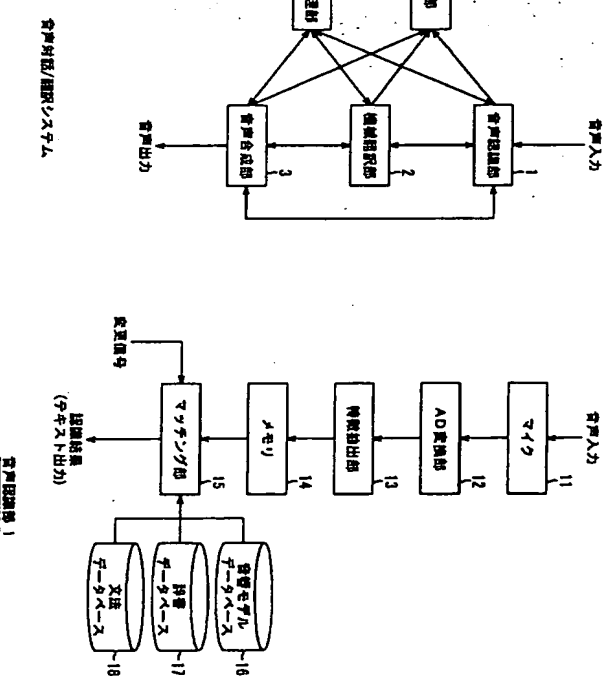 音声入力
音声認識部
1
機械翻訳部
2
音声合成部
3
音声出力
部
理部
音声対話/翻訳システム
音声入力
マイク
11
AD変換部
12
特徴抽出部
13
メモリ
14
マッチング部
15
変更信号
認識結果
(テキスト出力)
音響モデル
データベース
16
辞書
データベース
17
文法
データベース
18
音声認識部 1